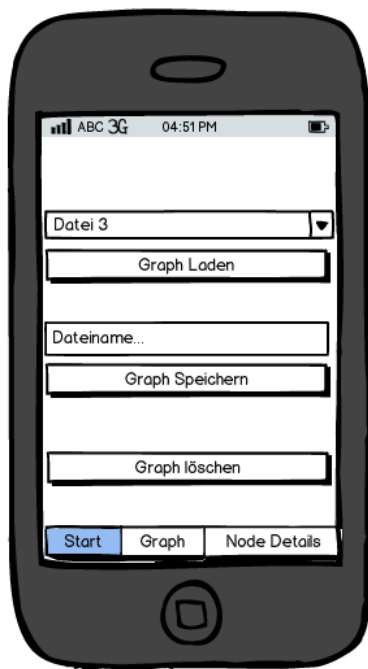 ABC 3G 04:51 PM
Datei 3
Graph Laden
Dateiname...
Graph Speichern
Graph löschen
Start Graph Node Details